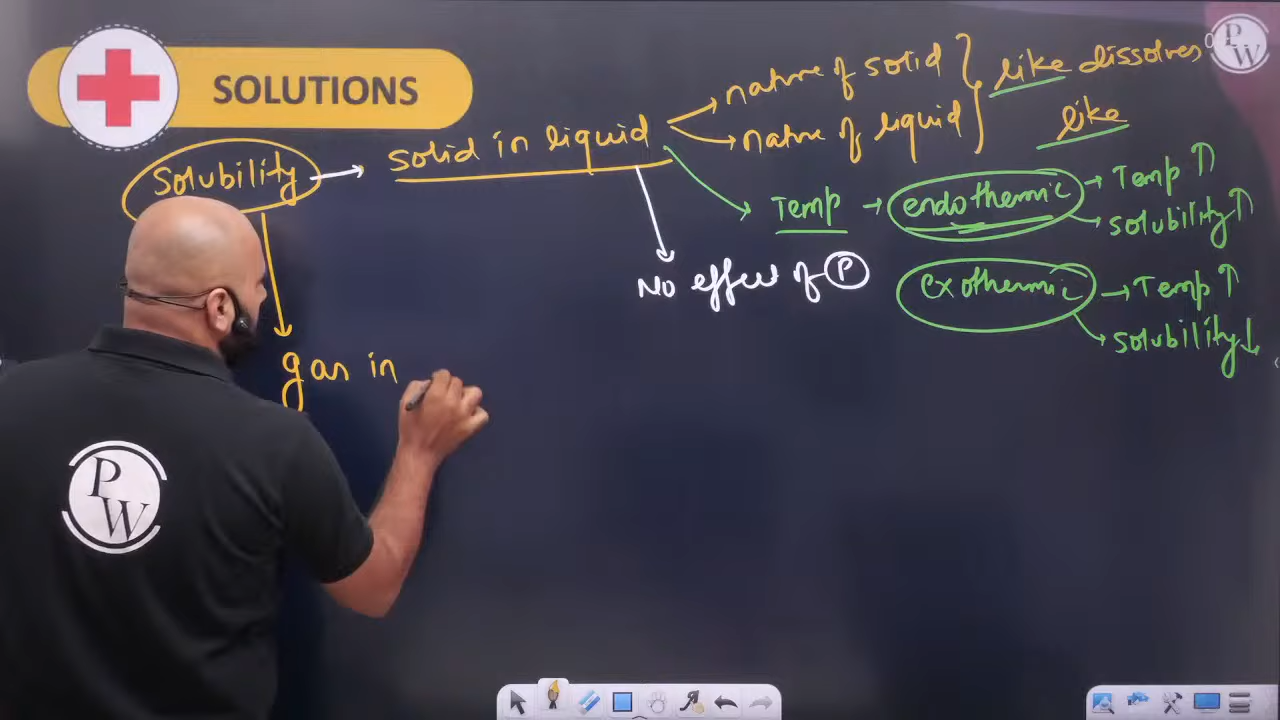 SOLUTIONS
PW
Solubility → solid in liquid
nature of solid
nature of liquid
like dissolves
like
Temp → endothermic
→ Temp ↑
solubility ↑
No effect of P
exothermic → Temp ↑
solubility ↓
gas in
PW